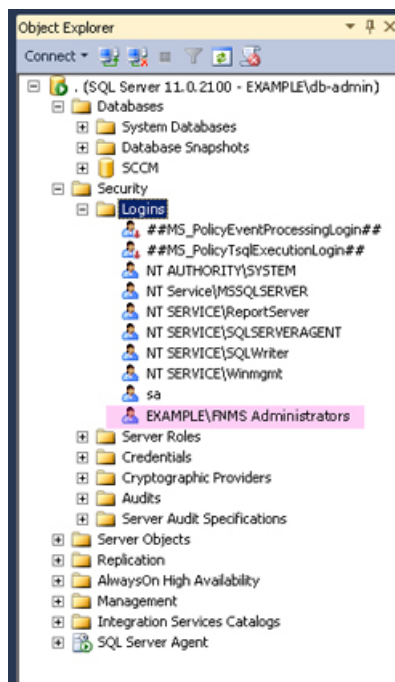 Object Explorer
Connect
. (SQL Server 11.0.2100 - EXAMPLE\db-admin)
Databases
System Databases
Database Snapshots
SCCM
Security
Logins
##MS_PolicyEventProcessingLogin##
##MS_PolicyTsqlExecutionLogin##
NT AUTHORITY\SYSTEM
NT Service\MSSQLSERVER
NT SERVICE\ReportServer
NT SERVICE\SQLSERVERAGENT
NT SERVICE\SQLWriter
NT SERVICE\Winmgmt
sa
EXAMPLE\FNMS Administrators
Server Roles
Credentials
Cryptographic Providers
Audits
Server Audit Specifications
Server Objects
Replication
AlwaysOn High Availability
Management
Integration Services Catalogs
SQL Server Agent